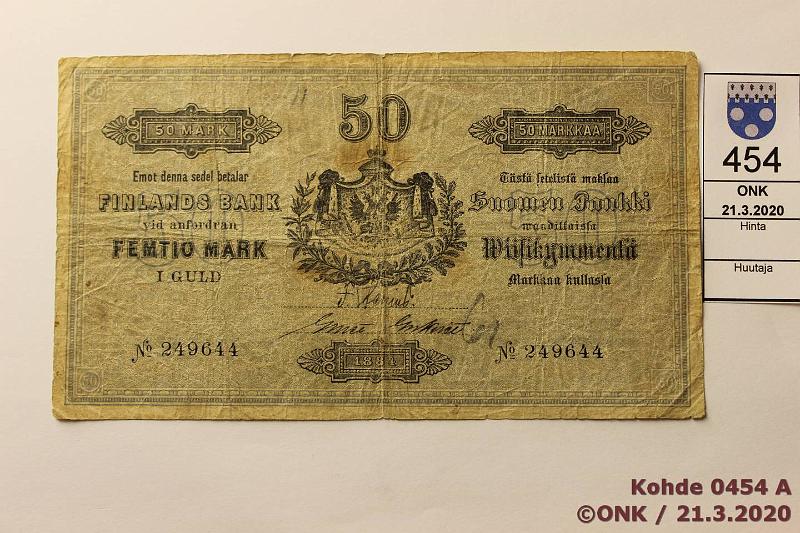 50
50 MARK
Emot denna sedel betalar
FINLANDS BANK
vid anfordran
FEMTIO MARK
I GULD
50 MARKKAA
Tästä setelistä maksaa
Suomen Pankki
waadittaissa
Wiisikymmentä
Markkaa kullassa
No 249644
1884
No 249644
454
ONK
21.3.2020
Hinta
Huutaja
Kohde 0454 A
©ONK / 21.3.2020